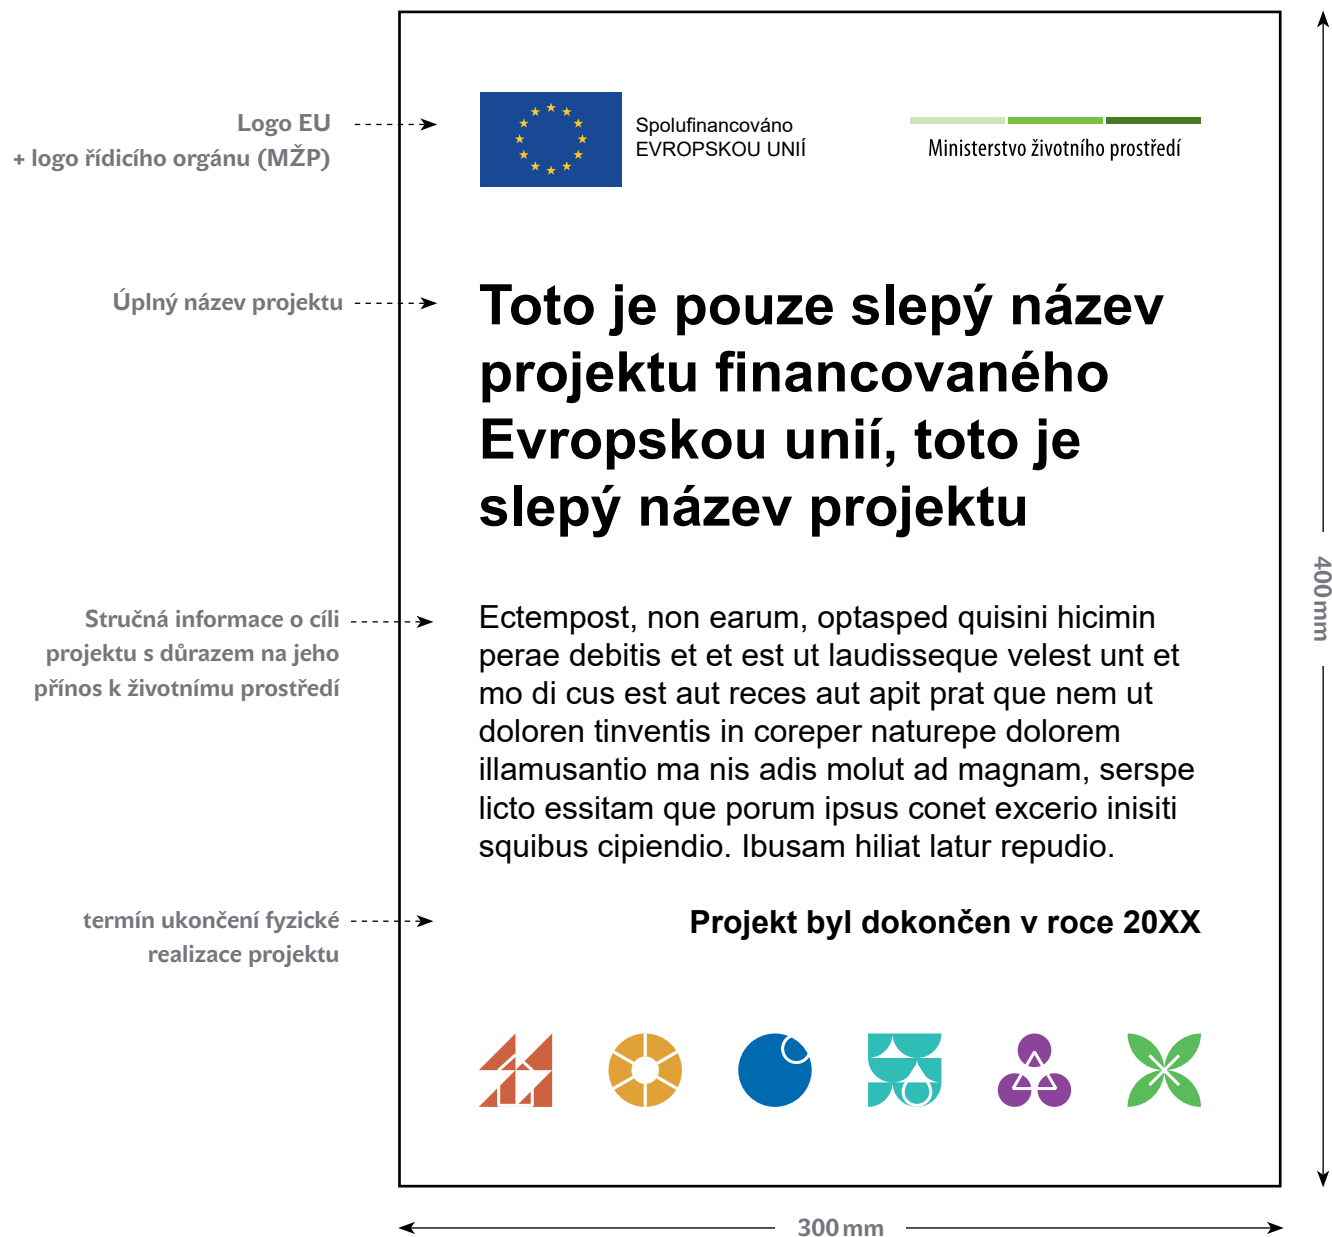 Logo EU
+ logo řídicího orgánu (MŽP)
Spolufinancováno
EVROPSKOU UNIÍ
Ministerstvo životního prostředí
Úplný název projektu
Toto je pouze slepý název
projektu financovaného
Evropskou unií, toto je
slepý název projektu
Stručná informace o cíli
projektu s důrazem na jeho
přínos k životnímu prostředí
Ectempost, non earum, optasped quisini hicimin
perae debitis et et est ut laudisseque velest unt et
mo di cus est aut reces aut apit prat que nem ut
doloren tinventis in coreper naturepe dolorem
illamusantio ma nis adis molut ad magnam, serspe
licto essitam que porum ipsus conet excerio inisiti
squibus cipiendio. Ibusam hiliat latur repudio.
termín ukončení fyzické
realizace projektu
Projekt byl dokončen v roce 20XX
400 mm
300 mm